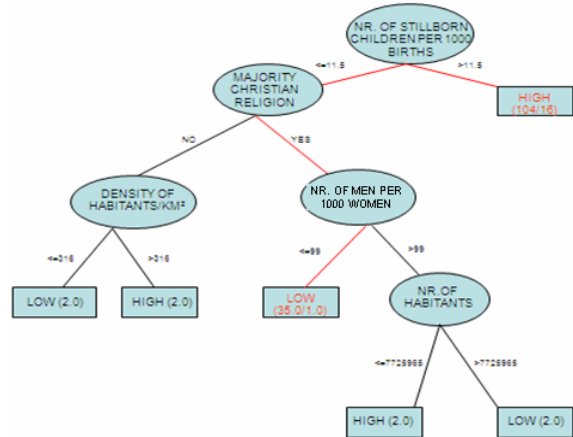 NR. OF STILLBORN
CHILDREN PER 1000
BIRTHS
<=11.5
>11.5
MAJORITY
CHRISTIAN
RELIGION
HIGH
(104/16)
NO
YES
DENSITY OF
HABITANTS/KM²
NR. OF MEN PER
1000 WOMEN
<=316
>316
<=99
>99
LOW (2.0)
HIGH (2.0)
LOW
(35.0/1.0)
NR.OF
HABITANTS
<=7725965
>7725965
HIGH (2.0)
LOW (2.0)